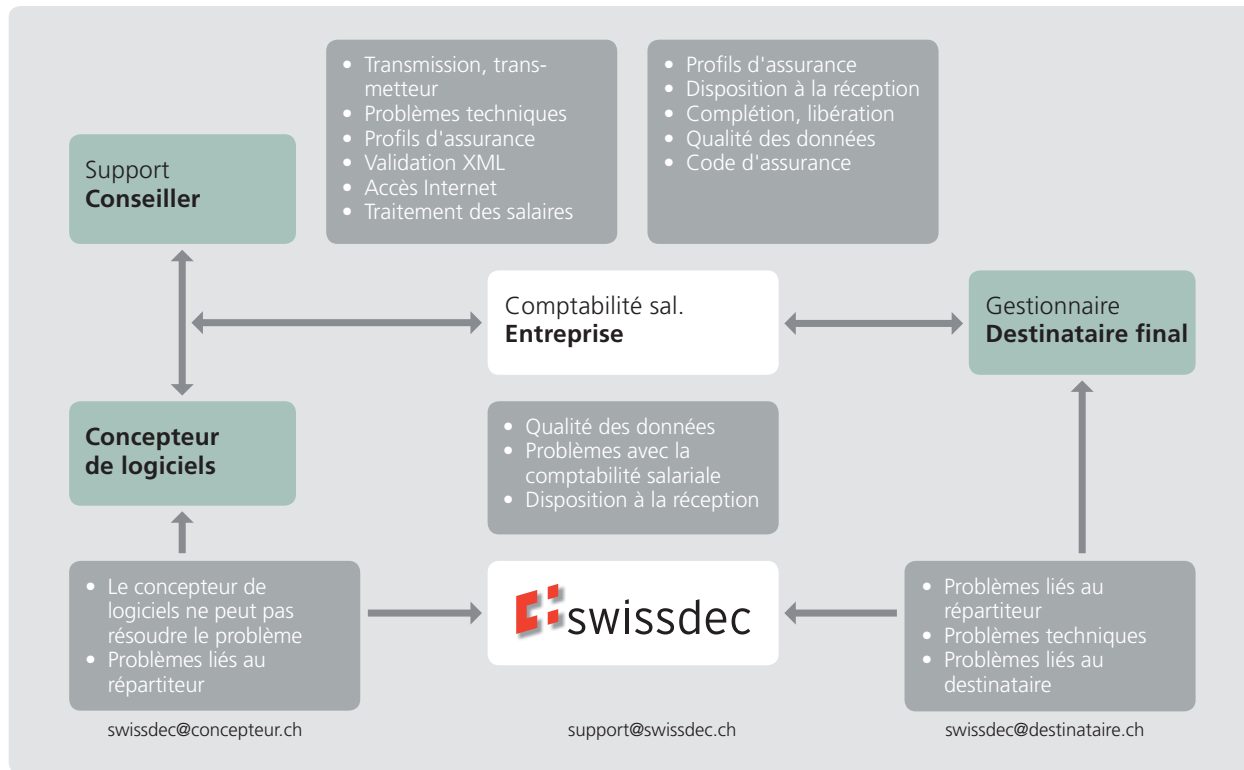 • Transmission, trans-
metteur
• Problèmes techniques
• Profils d'assurance
• Validation XML
• Accès Internet
• Traitement des salaires
• Profils d'assurance
• Disposition à la réception
• Complétion, libération
• Qualité des données
• Code d'assurance
Support
Conseiller
Comptabilité sal.
Entreprise
Gestionnaire
Destinataire final
Concepteur
de logiciels
• Qualité des données
• Problèmes avec la
comptabilité salariale
• Disposition à la réception
• Le concepteur de
logiciels ne peut pas
résoudre le problème
• Problèmes liés au
répartiteur
swissdec
• Problèmes liés au
répartiteur
• Problèmes techniques
• Problèmes liés au
destinataire
swissdec@concepteur.ch
support@swissdec.ch
swissdec@destinataire.ch